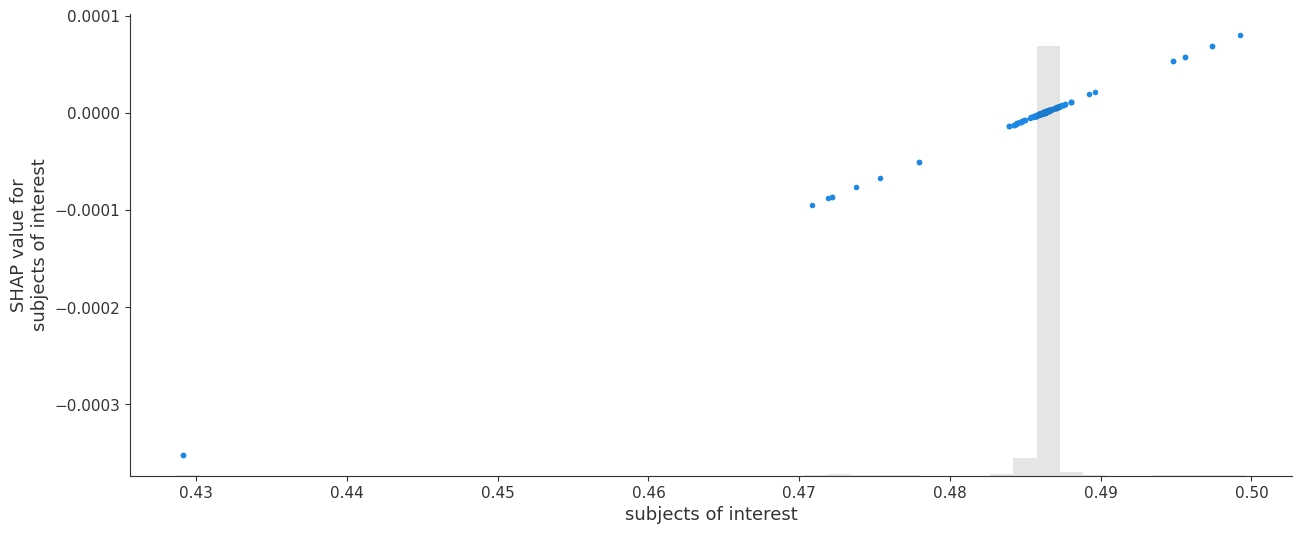 0.0001
0.0000
−0.0001
−0.0002
−0.0003
SHAP value for
subjects of interest
0.43 0.44 0.45 0.46 0.47 0.48 0.49 0.50
subjects of interest